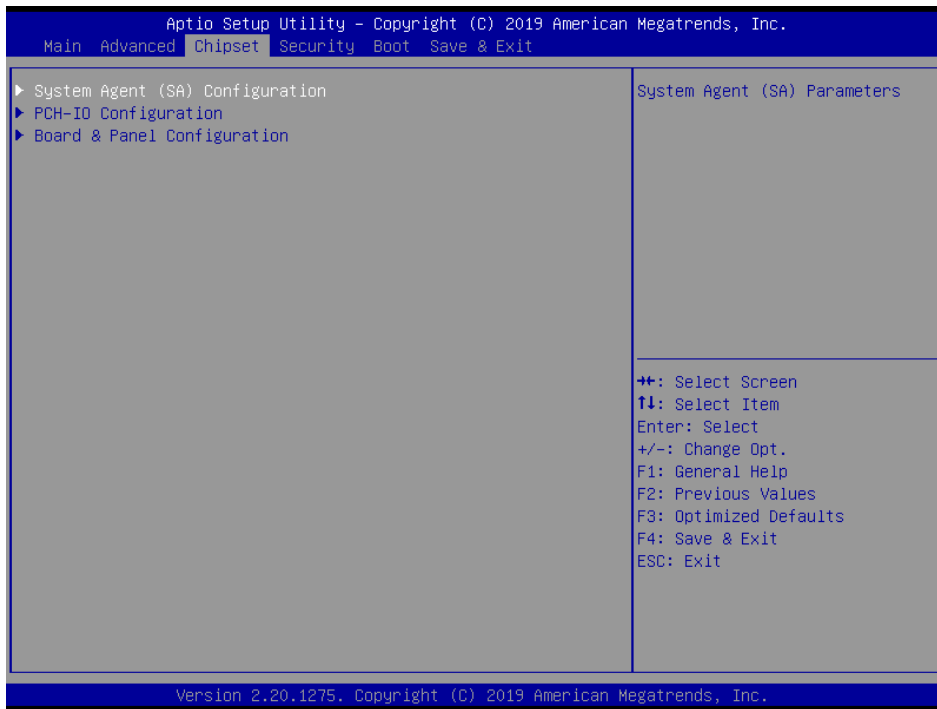 Aptio Setup Utility – Copyright (C) 2019 American Megatrends, Inc.
Main Advanced Chipset Security Boot Save & Exit
System Agent (SA) Configuration
PCH-IO Configuration
Board & Panel Configuration
System Agent (SA) Parameters
→←: Select Screen
↑↓: Select Item
Enter: Select
+/-: Change Opt.
F1: General Help
F2: Previous Values
F3: Optimized Defaults
F4: Save & Exit
ESC: Exit
Version 2.20.1275. Copyright (C) 2019 American Megatrends, Inc.